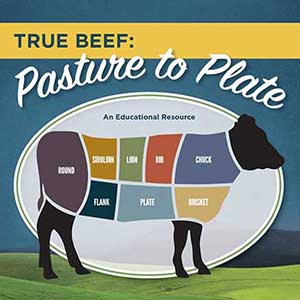 TRUE BEEF:
Pasture to Plate
An Educational Resource
ROUND
SIRLOIN
LOIN
RIB
CHUCK
FLANK
PLATE
BRISKET